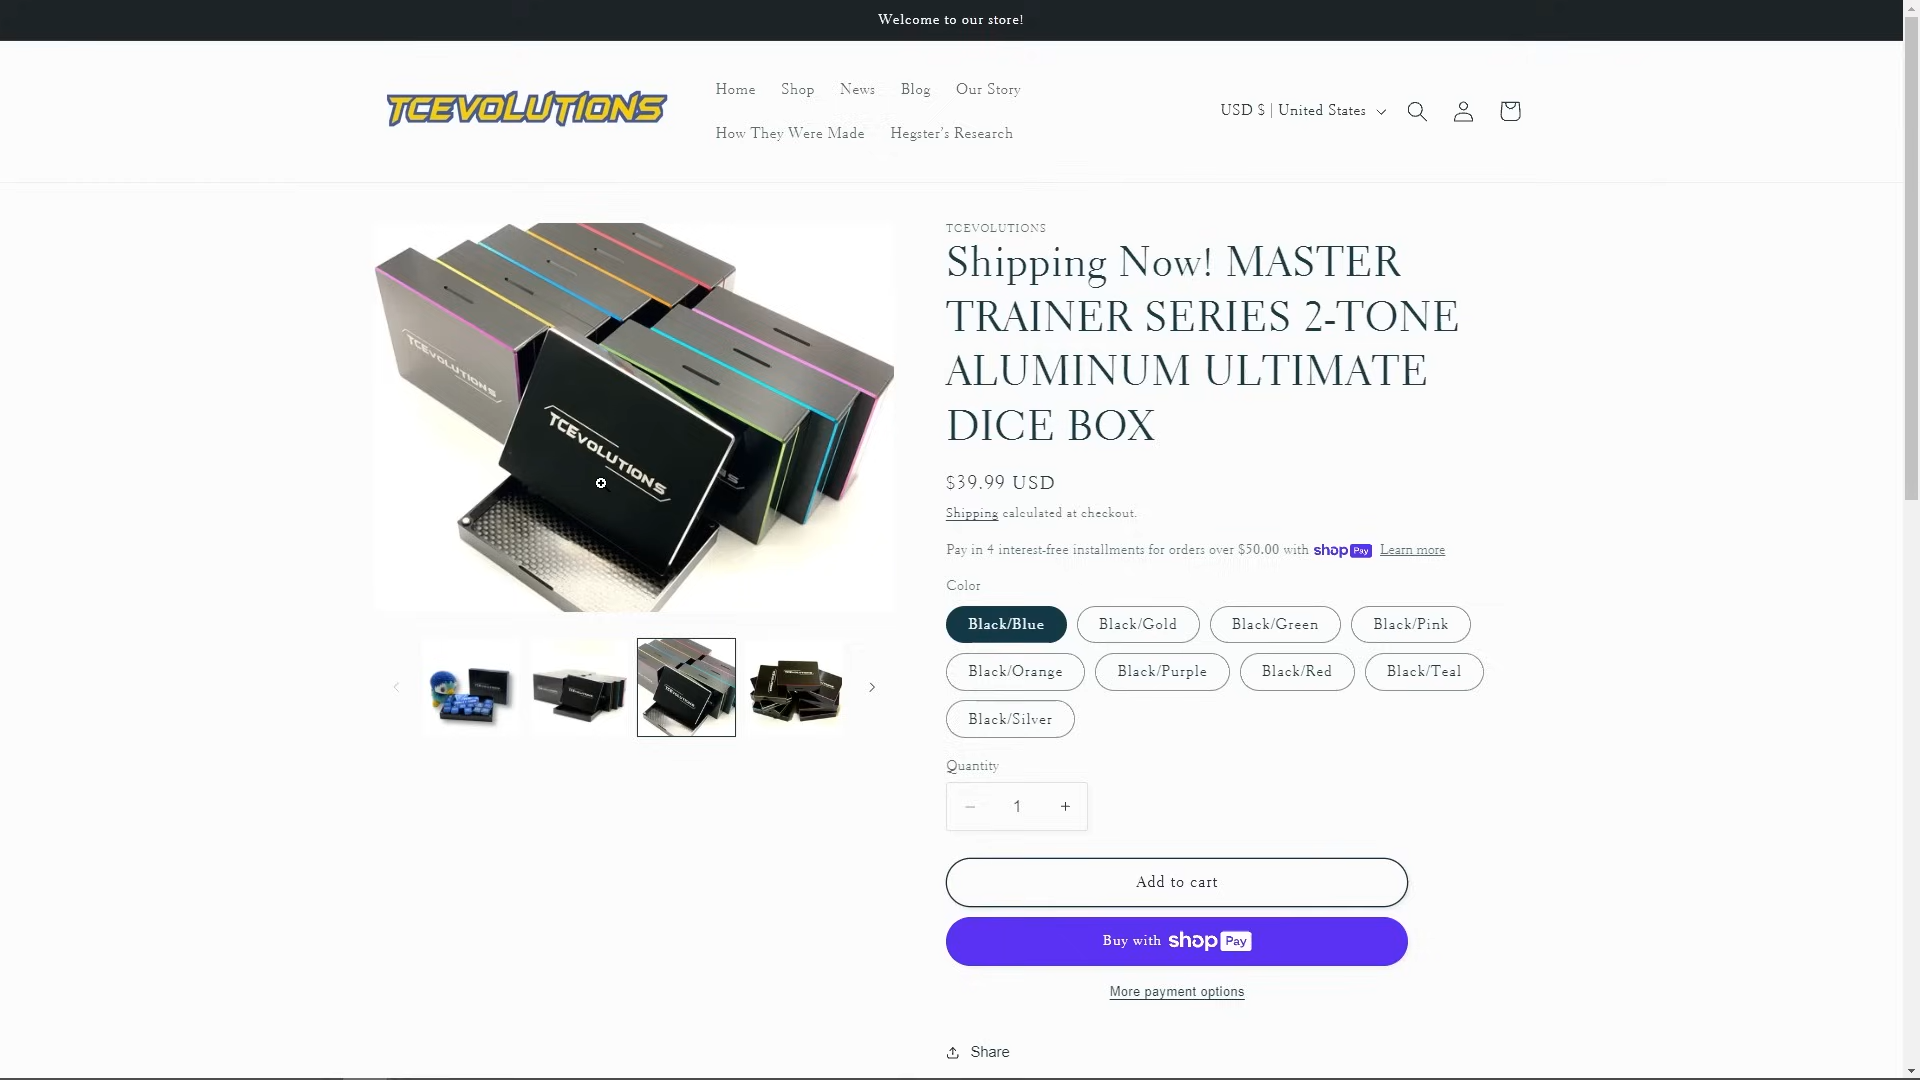 Welcome to our store!
TCEVOLUTIONS
Home Shop News Blog Our Story
How They Were Made Hegster's Research
USD $ | United States
TCEVOLUTIONS
TCEVOLUTIONS
TCEVOLUTIONS
Shipping Now! MASTER
TRAINER SERIES 2-TONE
ALUMINUM ULTIMATE
DICE BOX
$39.99 USD
Shipping calculated at checkout.
Pay in 4 interest-free installments for orders over $50.00 with shop Pay Learn more
Color
Black/Blue Black/Gold Black/Green Black/Pink
Black/Orange Black/Purple Black/Red Black/Teal
Black/Silver
Quantity
− 1 +
Add to cart
Buy with shop Pay
More payment options
Share